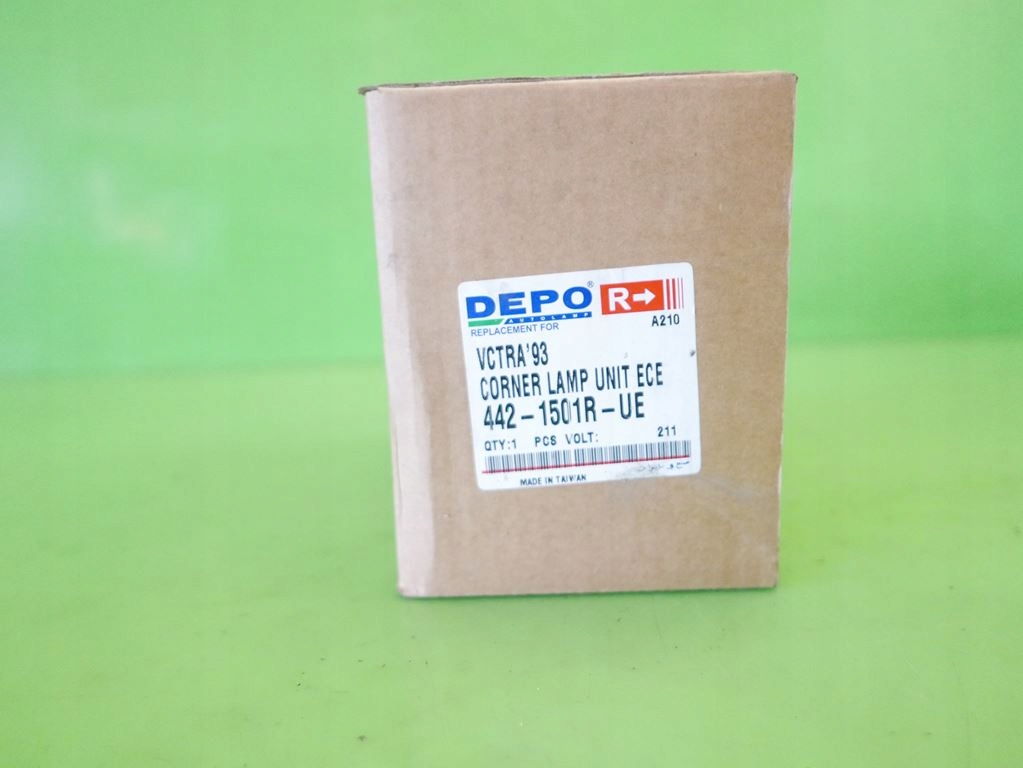 DEPO® R→
AUTOLAMP
REPLACEMENT FOR
A210
VCTRA'93
CORNER LAMP UNIT ECE
442-1501R-UE
QTY:1 PCS VOLT: 211
MADE IN TAIWAN